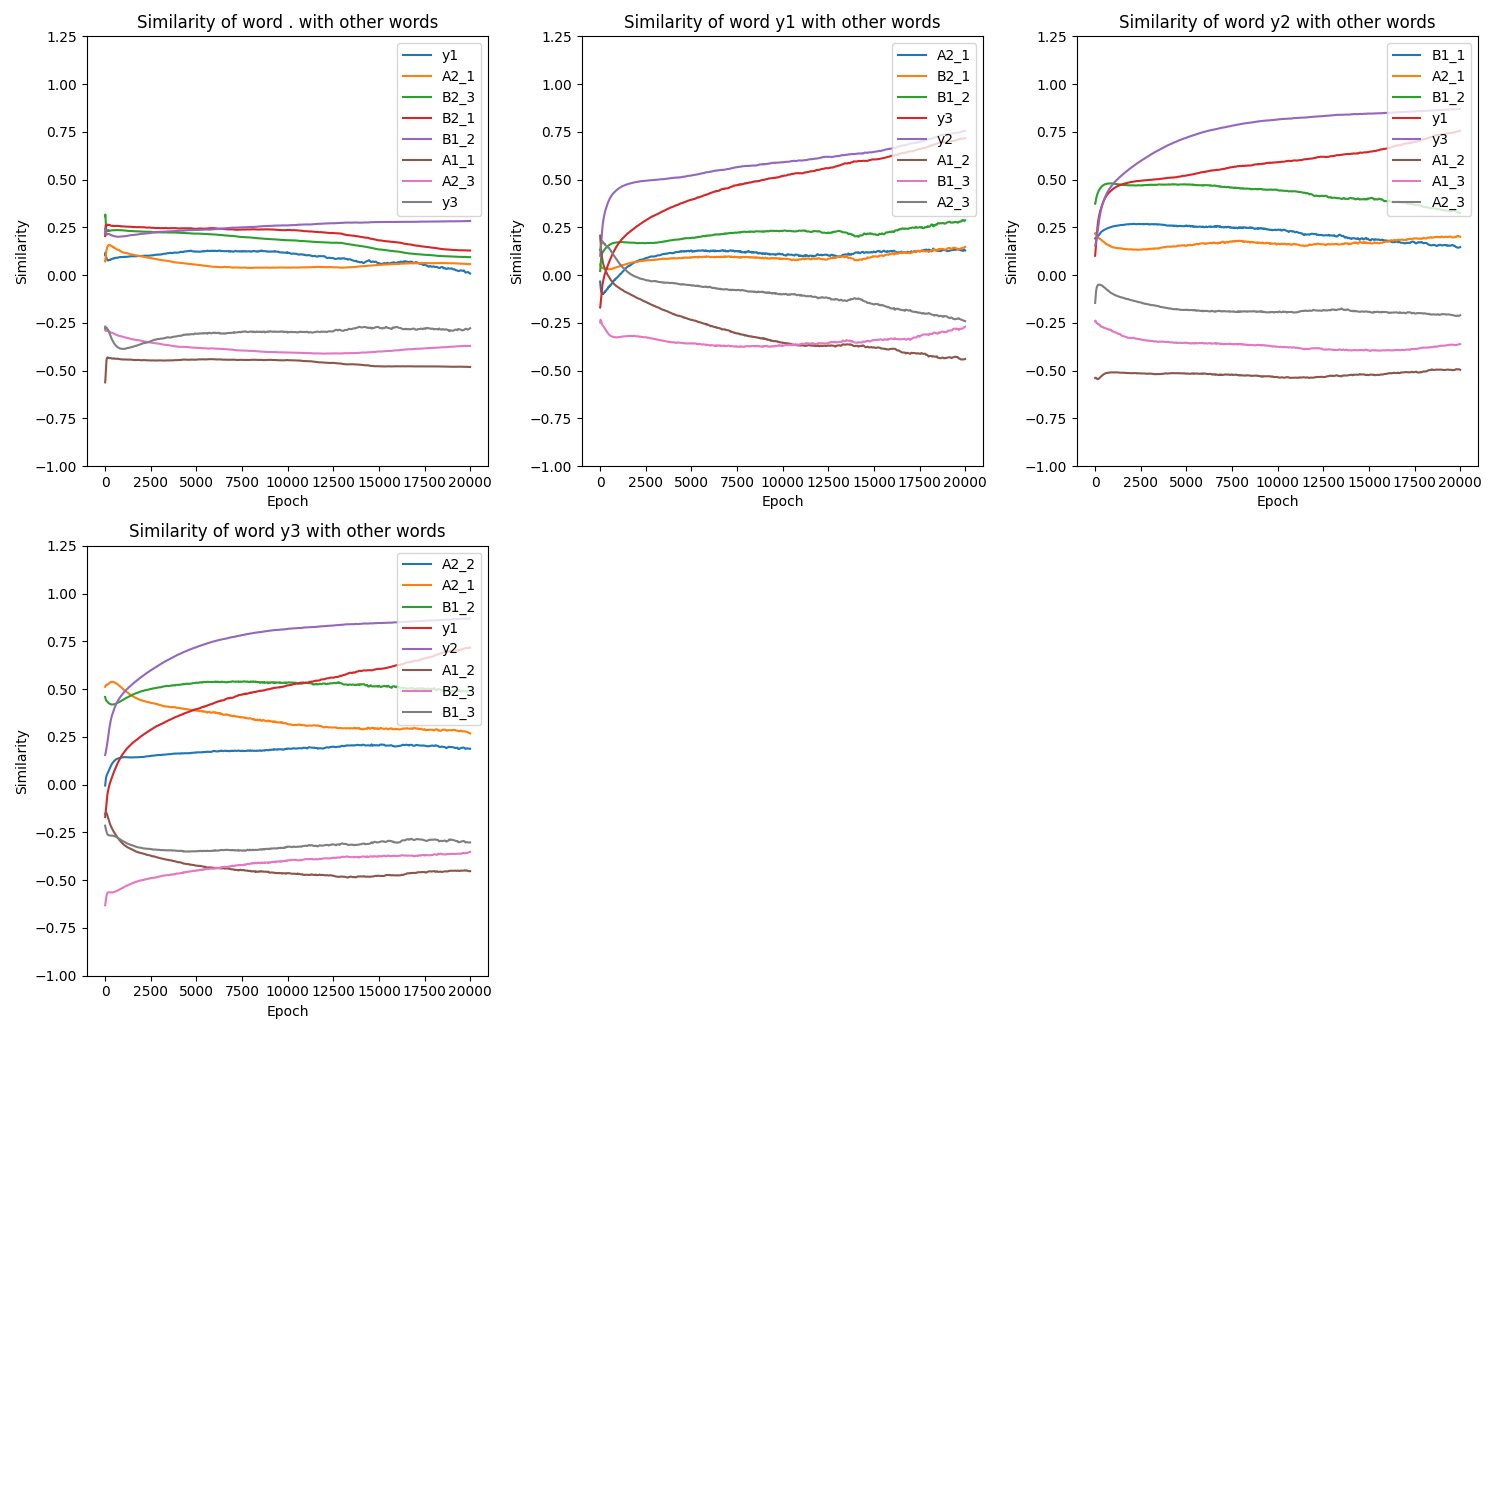 Similarity of word . with other words
1.25
1.00
0.75
0.50
0.25
0.00
−0.25
−0.50
−0.75
−1.00
Similarity
0 2500 5000 7500 10000 12500 15000 17500 20000
Epoch
y1
A2_1
B2_3
B2_1
B1_2
A1_1
A2_3
y3
Similarity of word y1 with other words
1.25
1.00
0.75
0.50
0.25
0.00
−0.25
−0.50
−0.75
−1.00
Similarity
0 2500 5000 7500 10000 12500 15000 17500 20000
Epoch
A2_1
B2_1
B1_2
y3
y2
A1_2
B1_3
A2_3
Similarity of word y2 with other words
1.25
1.00
0.75
0.50
0.25
0.00
−0.25
−0.50
−0.75
−1.00
Similarity
0 2500 5000 7500 10000 12500 15000 17500 20000
Epoch
B1_1
A2_1
B1_2
y1
y3
A1_2
A1_3
A2_3
Similarity of word y3 with other words
1.25
1.00
0.75
0.50
0.25
0.00
−0.25
−0.50
−0.75
−1.00
Similarity
0 2500 5000 7500 10000 12500 15000 17500 20000
Epoch
A2_2
A2_1
B1_2
y1
y2
A1_2
B2_3
B1_3